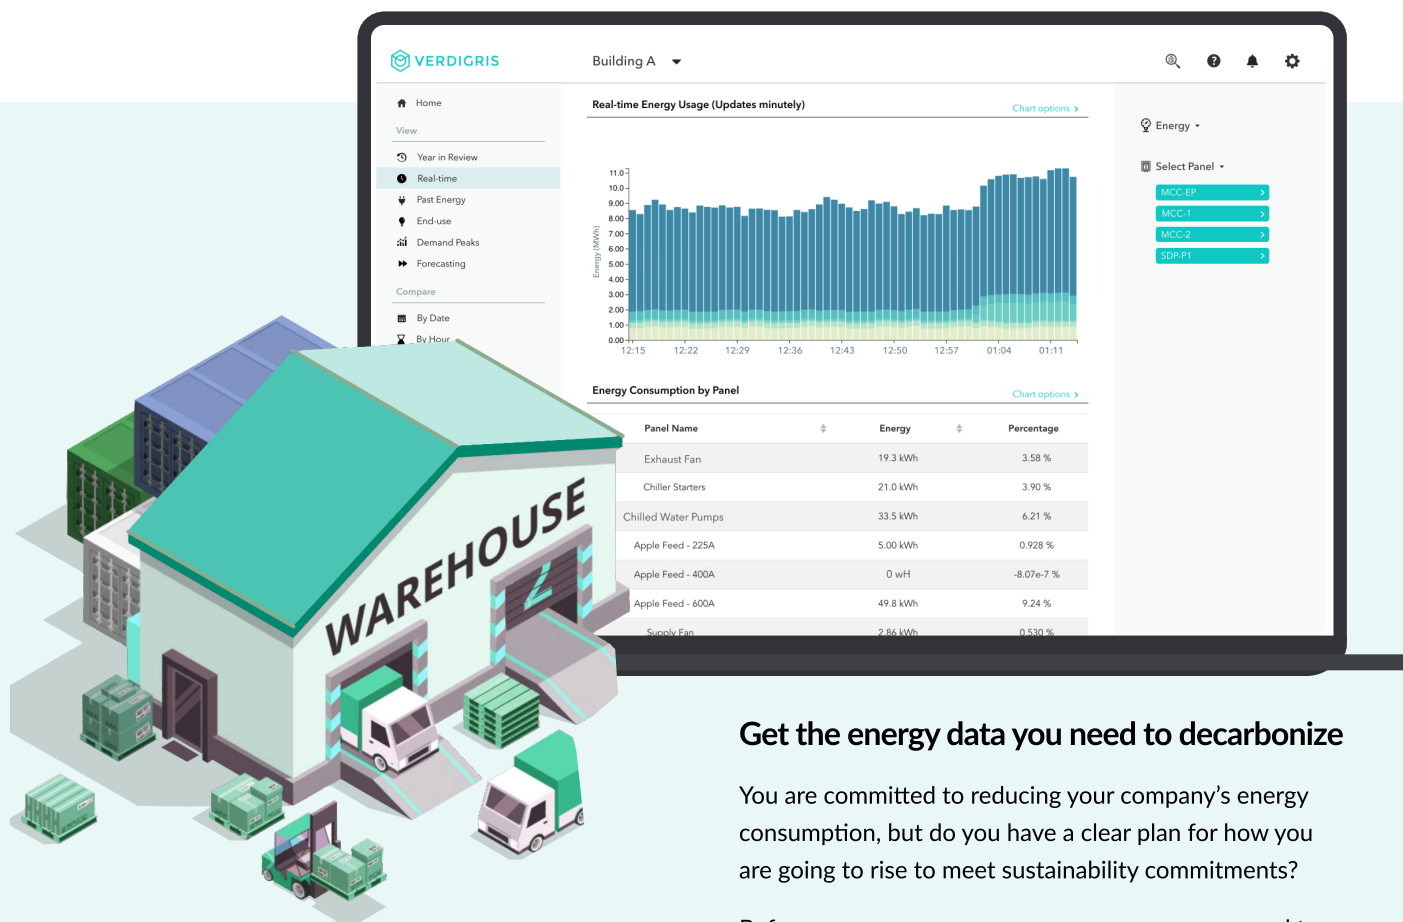 VERDIGRIS
Building A
Home
View
Year in Review
Real-time
Past Energy
End-use
Demand Peaks
Forecasting
Compare
By Date
By Hour
Real-time Energy Usage (Updates minutely)
Chart options
Energy (MWh)
11.0
10.0
9.00
8.00
7.00
6.00
5.00
4.00
3.00
2.00
1.00
0.00
12:15 12:22 12:29 12:36 12:43 12:50 12:57 01:04 01:11
Energy
Select Panel
MCC-EP
MCC-1
MCC-2
SDP-P1
Energy Consumption by Panel
Chart options
Panel Name Energy Percentage
Exhaust Fan 19.3 kWh 3.58 %
Chiller Starters 21.0 kWh 3.90 %
Chilled Water Pumps 33.5 kWh 6.21 %
Apple Feed - 225A 5.00 kWh 0.928 %
Apple Feed - 400A 0 wH -8.07e-7 %
Apple Feed - 600A 49.8 kWh 9.24 %
Supply Fan 2.86 kWh 0.530 %
WAREHOUSE
Get the energy data you need to decarbonize
You are committed to reducing your company's energy
consumption, but do you have a clear plan for how you
are going to rise to meet sustainability commitments?